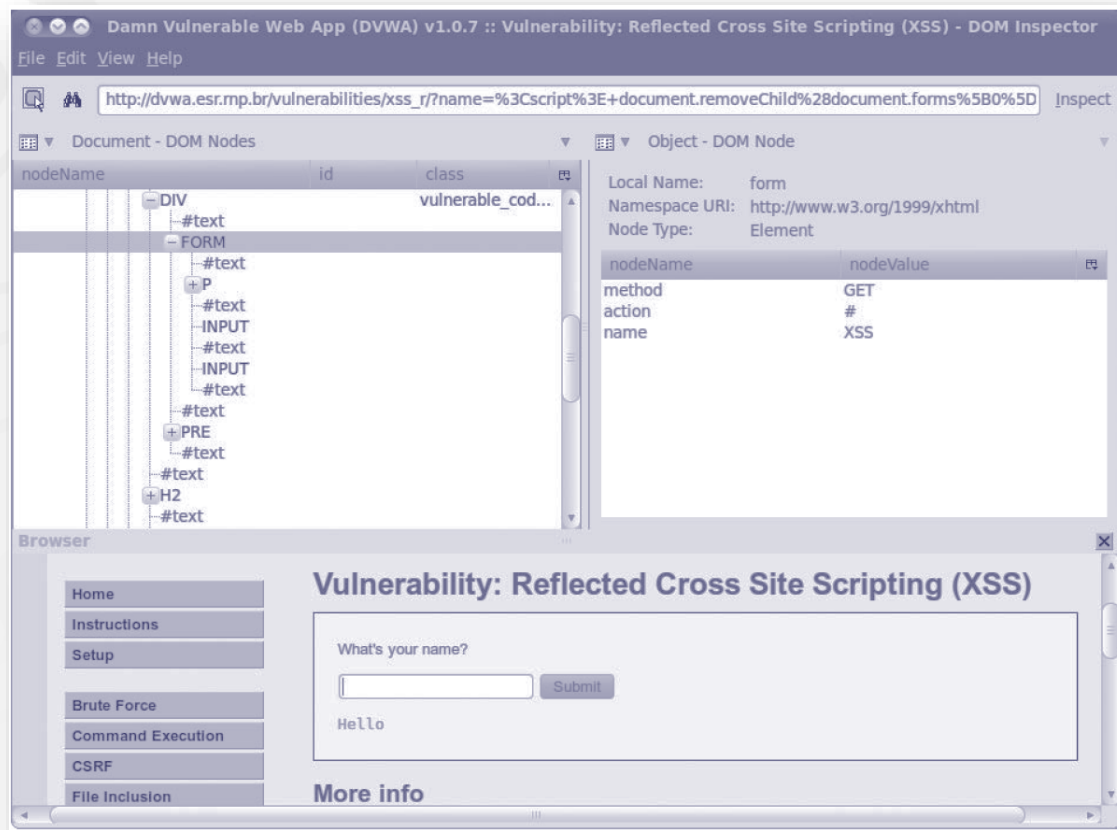 Damn Vulnerable Web App (DVWA) v1.0.7 :: Vulnerability: Reflected Cross Site Scripting (XSS) - DOM Inspector
File Edit View Help
http://dvwa.esr.rnp.br/vulnerabilities/xss_r/?name=%3Cscript%3E+document.removeChild%28document.forms%5B0%5D Inspect
Document - DOM Nodes
nodeName id class
DIV vulnerable_cod...
#text
FORM
#text
P
#text
INPUT
#text
INPUT
#text
#text
PRE
#text
#text
H2
#text
Object - DOM Node
Local Name: form
Namespace URI: http://www.w3.org/1999/xhtml
Node Type: Element
nodeName nodeValue
method GET
action #
name XSS
Browser
Home
Instructions
Setup
Brute Force
Command Execution
CSRF
File Inclusion
Vulnerability: Reflected Cross Site Scripting (XSS)
What's your name?
Submit
Hello
More info